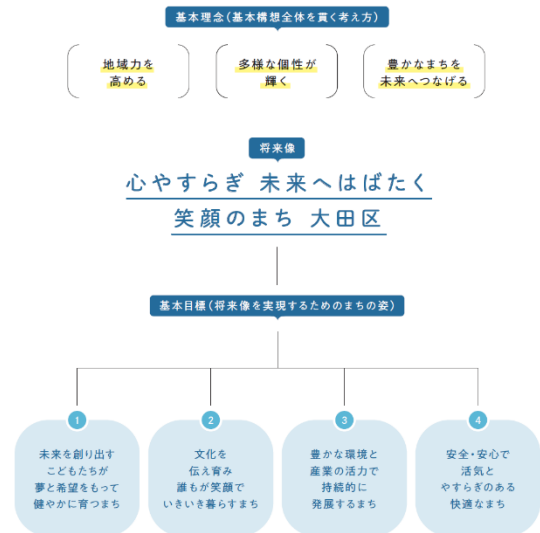 基本理念(基本構想全体を貫く考え方)
地域力を
高める
多様な個性が
輝く
豊かなまちを
未来へつなげる
将来像
心やすらぎ 未来へはばたく
笑顔のまち 大田区
基本目標(将来像を実現するためのまちの姿)
1
未来を創り出す
こどもたちが
夢と希望をもって
健やかに育つまち
2
文化を
伝え育み
誰もが笑顔で
いきいき暮らすまち
3
豊かな環境と
産業の活力で
持続的に
発展するまち
4
安全・安心で
活気と
やすらぎのある
快適なまち